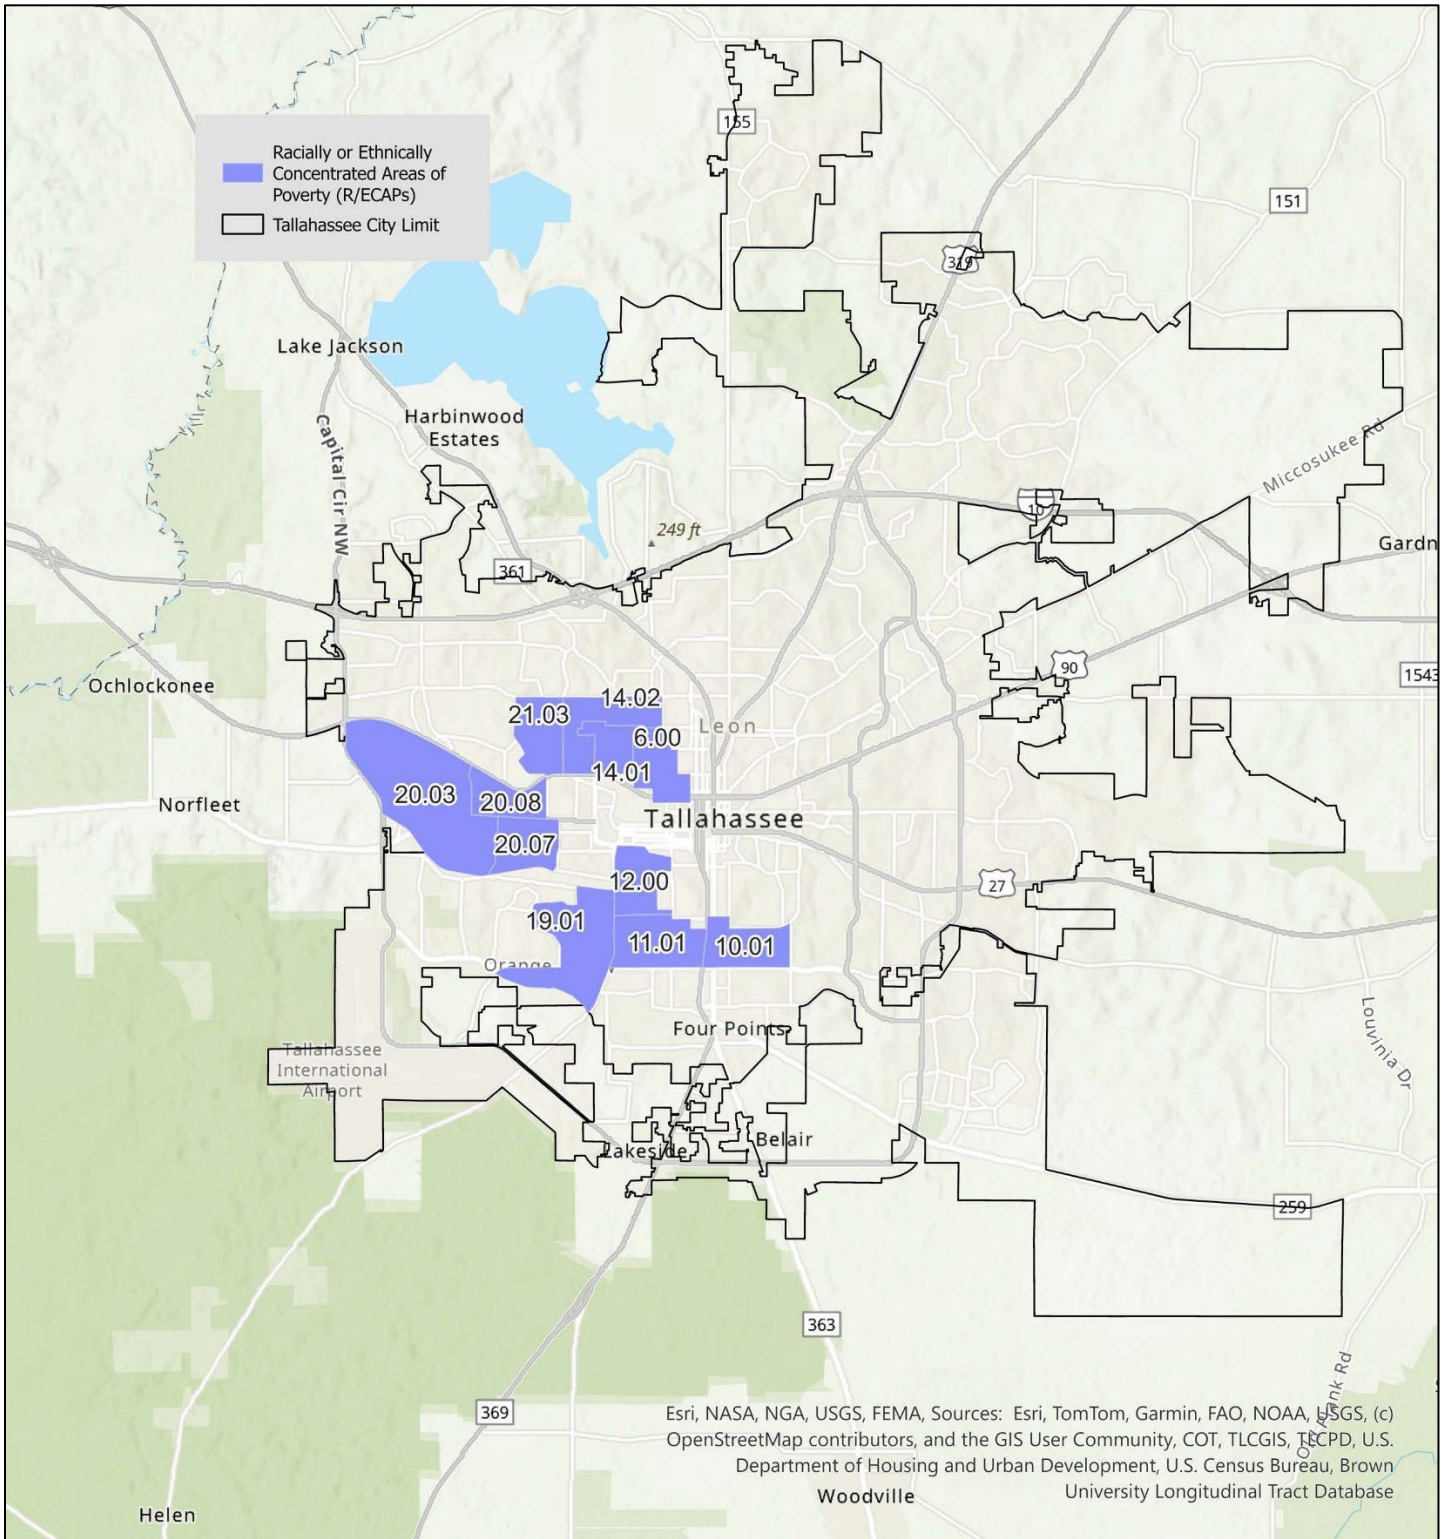 155
Racially or Ethnically
Concentrated Areas of
Poverty (R/ECAPs)
Tallahassee City Limit
151
319
Lake Jackson
Harbinwood
Estates
Capital Cir NW
Miccosukee Rd
10
249 ft
Gardn
361
90
1543
Ochlockonee
14.02
21.03
Leon
6.00
14.01
20.03
20.08
Norfleet
Tallahassee
20.07
12.00
27
19.01
11.01
10.01
Orange
Four Points
Louvinia Dr
Tallahassee
International
Airport
Belair
Lakeside
259
363
Old Plank Rd
369
Esri, NASA, NGA, USGS, FEMA, Sources: Esri, TomTom, Garmin, FAO, NOAA, USGS, (c)
OpenStreetMap contributors, and the GIS User Community, COT, TLCGIS, TLCPD, U.S.
Department of Housing and Urban Development, U.S. Census Bureau, Brown
University Longitudinal Tract Database
Woodville
Helen